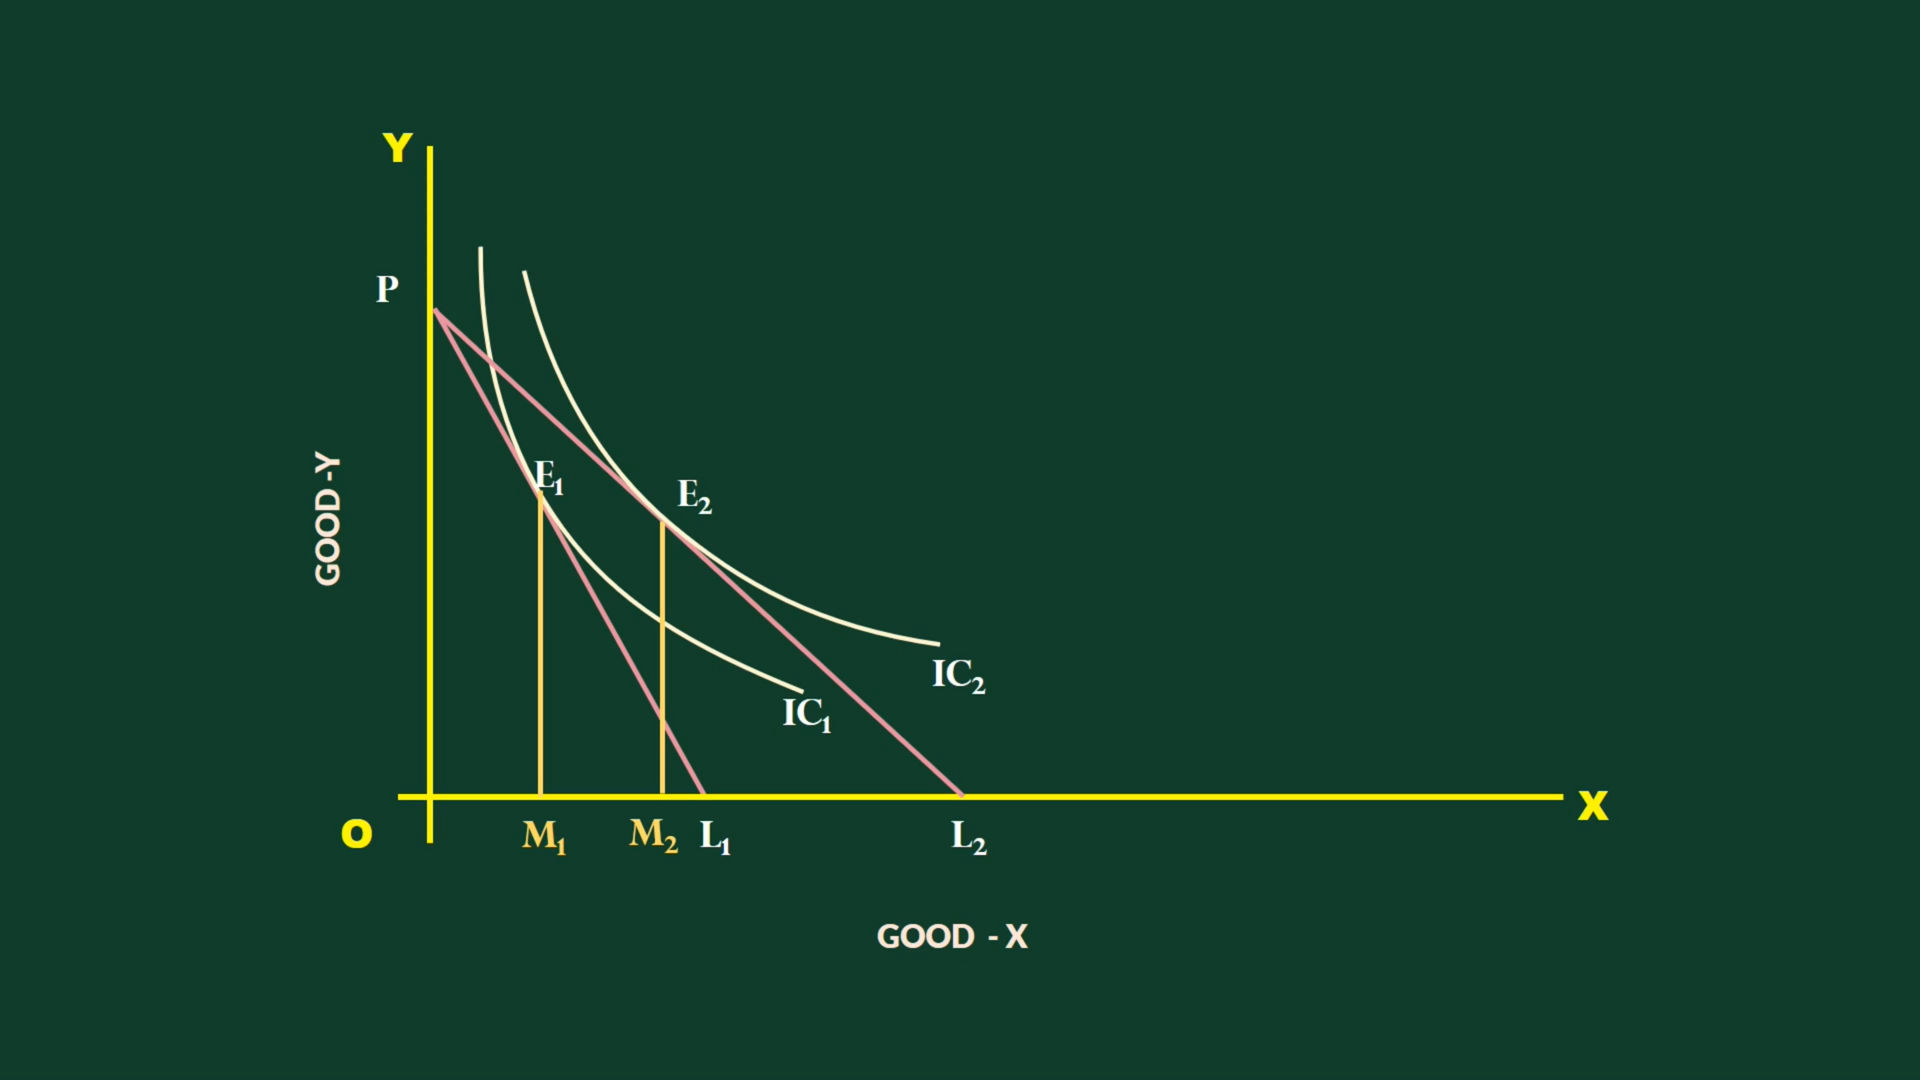 Y
P
E₁
E₂
GOOD -Y
IC₂
IC₁
X
O
M₁
M₂
L₁
L₂
GOOD - X